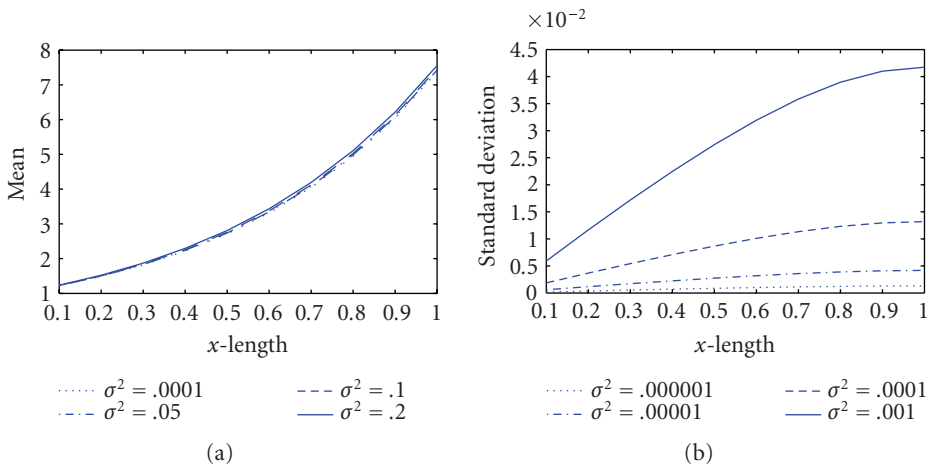 8
7
6
5
4
3
2
1
Mean
0.1 0.2 0.3 0.4 0.5 0.6 0.7 0.8 0.9 1
x-length
σ² = .0001
σ² = .05
σ² = .1
σ² = .2
(a)
×10⁻²
4.5
4
3.5
3
2.5
2
1.5
1
0.5
0
Standard deviation
0.1 0.2 0.3 0.4 0.5 0.6 0.7 0.8 0.9 1
x-length
σ² = .000001
σ² = .00001
σ² = .0001
σ² = .001
(b)